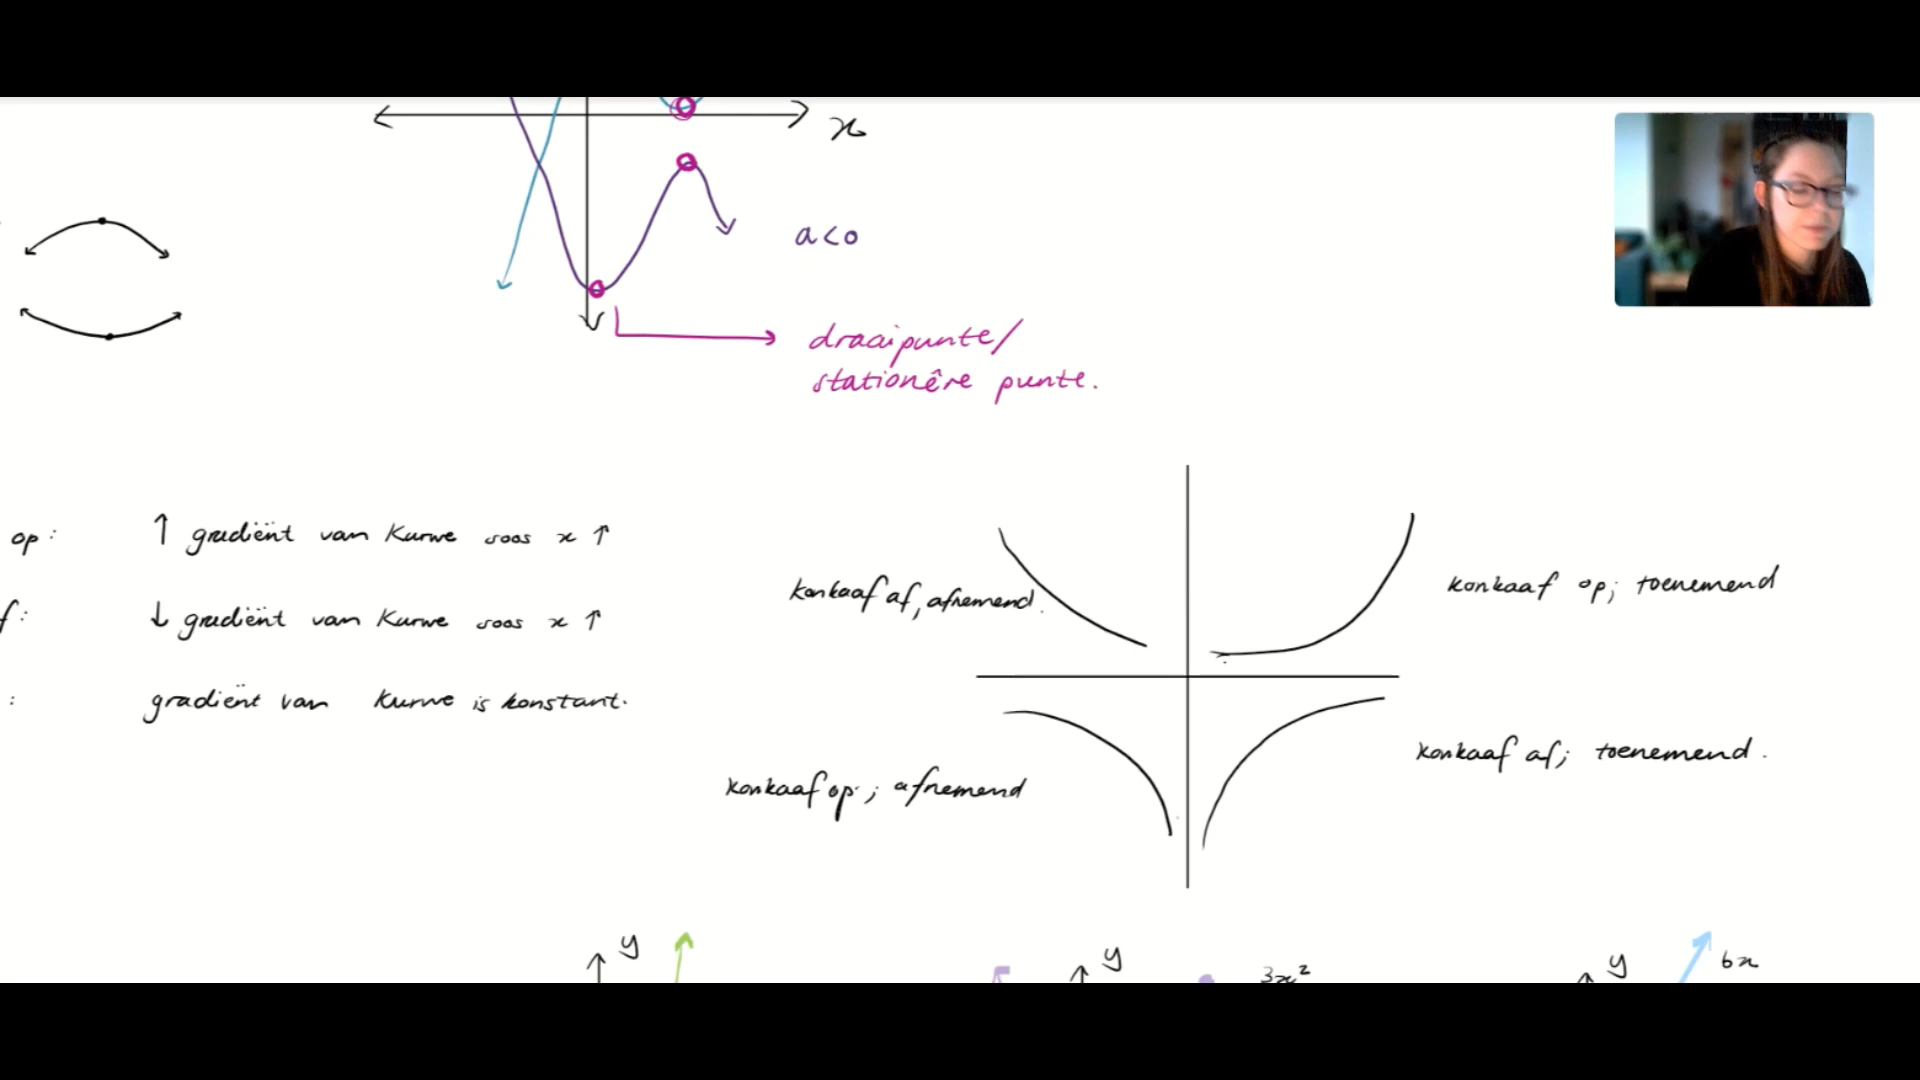 x
a<0
draaipunte/
stationêre punte.
op: ↑ gradiënt van kurwe soos x ↑
f: ↓ gradiënt van kurwe soos x ↑
: gradiënt van kurwe is konstant.
konkaaf af, afnemend.
konkaaf op; toenemend
konkaaf op; afnemend
konkaaf af; toenemend.
y
y
3x²
y
6x